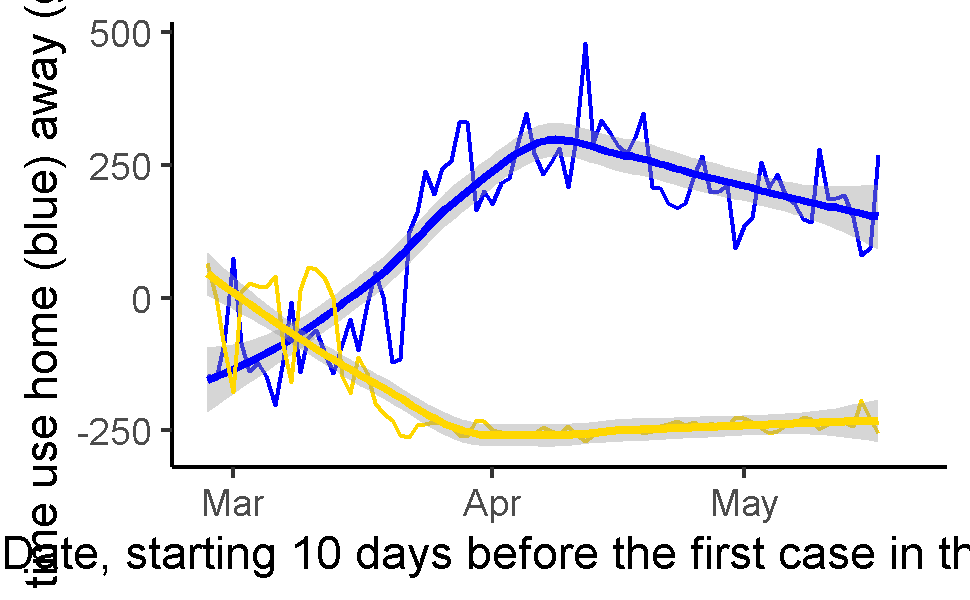 time use home (blue) away (
500
250
0
-250
Mar
Apr
May
Date, starting 10 days before the first case in th